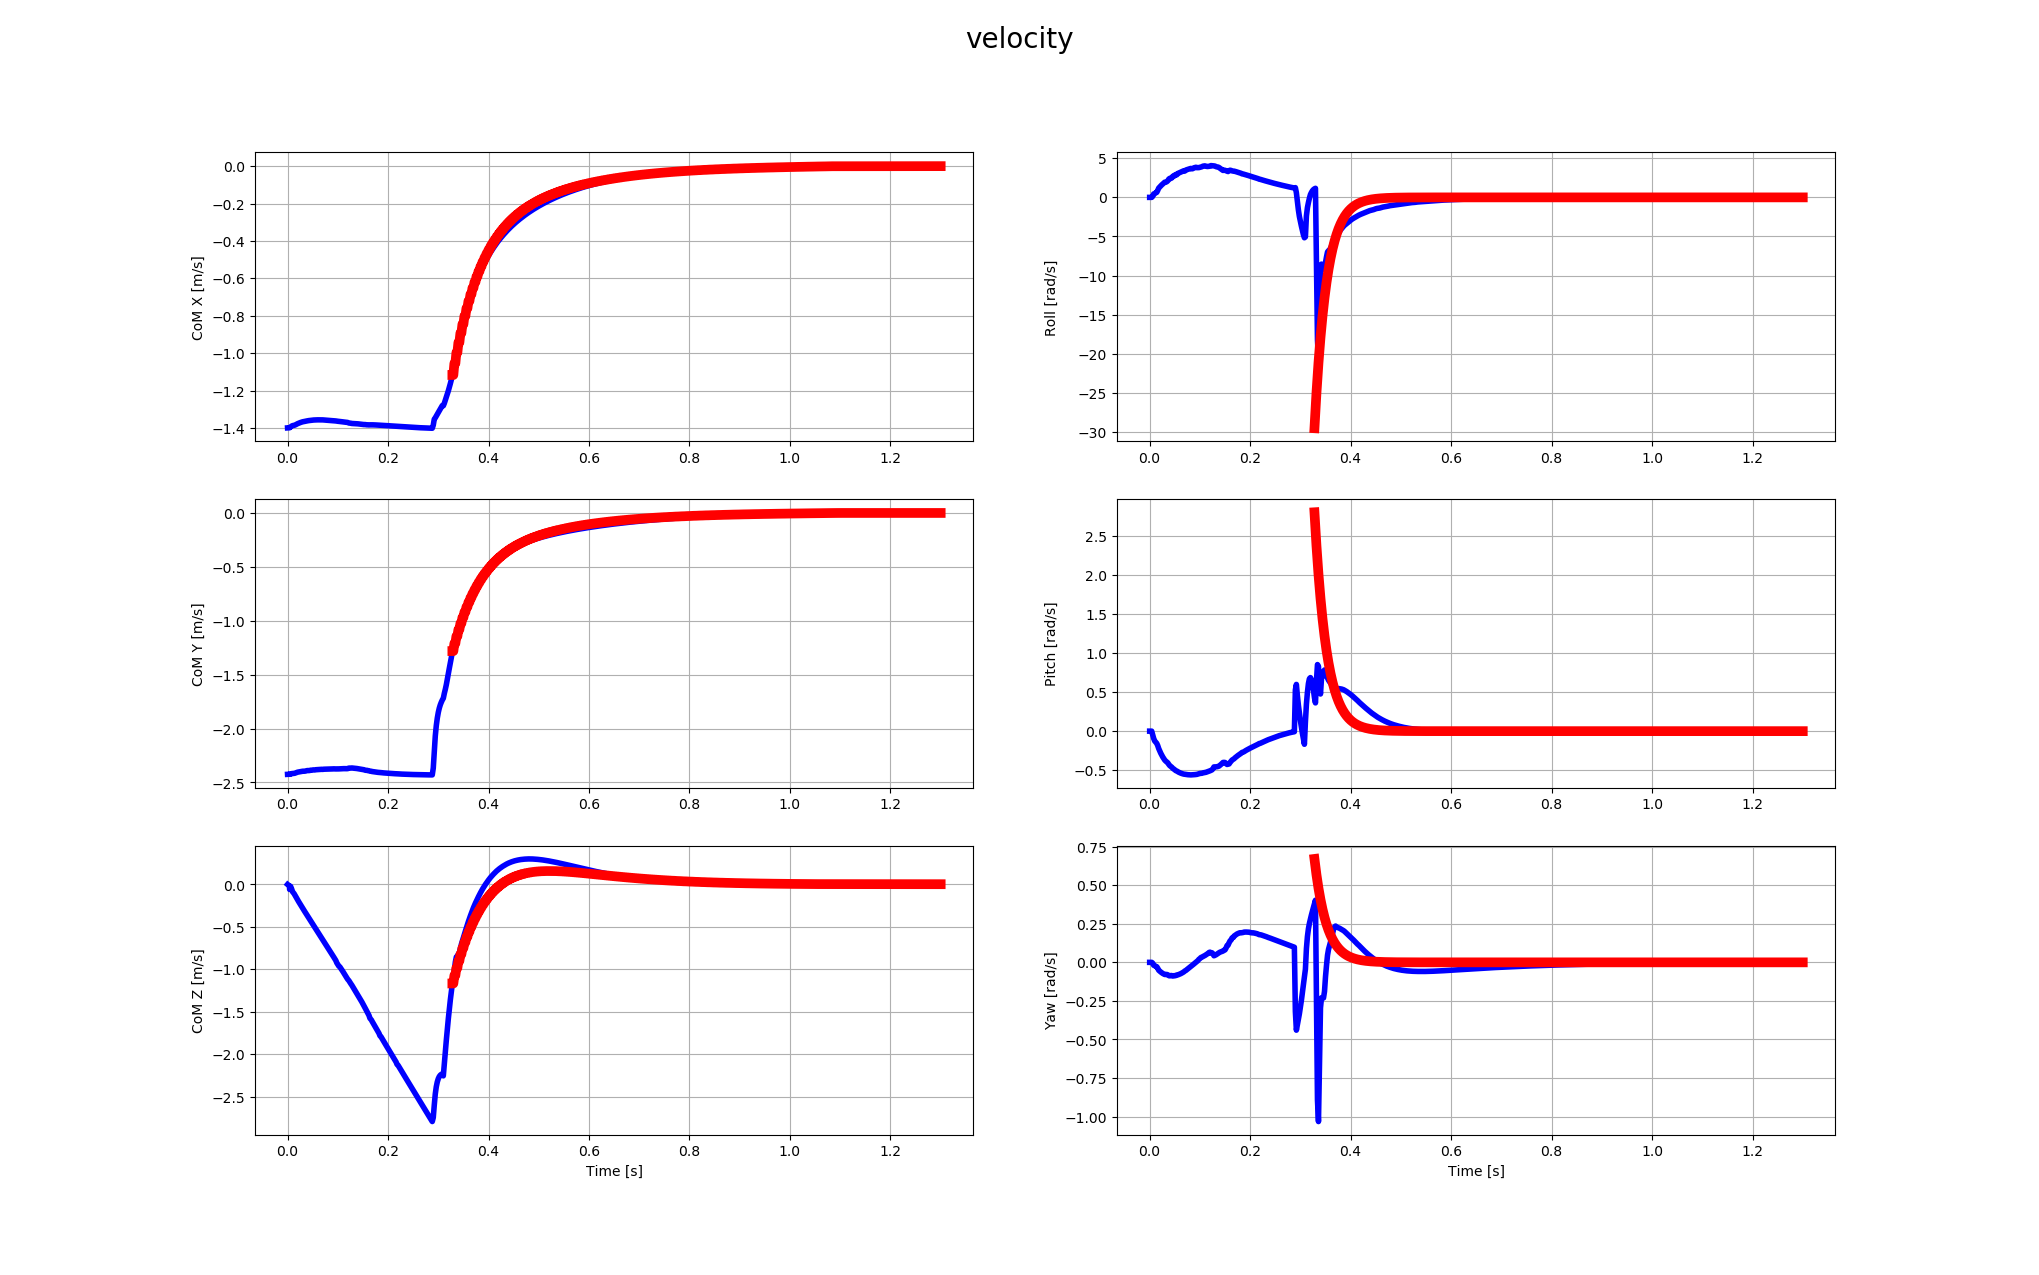 velocity
CoM X [m/s]
0.0
−0.2
−0.4
−0.6
−0.8
−1.0
−1.2
−1.4
0.0 0.2 0.4 0.6 0.8 1.0 1.2
Roll [rad/s]
5
0
−5
−10
−15
−20
−25
−30
0.0 0.2 0.4 0.6 0.8 1.0 1.2
CoM Y [m/s]
0.0
−0.5
−1.0
−1.5
−2.0
−2.5
0.0 0.2 0.4 0.6 0.8 1.0 1.2
Pitch [rad/s]
2.5
2.0
1.5
1.0
0.5
0.0
−0.5
0.0 0.2 0.4 0.6 0.8 1.0 1.2
CoM Z [m/s]
0.0
−0.5
−1.0
−1.5
−2.0
−2.5
0.0 0.2 0.4 0.6 0.8 1.0 1.2
Time [s]
Yaw [rad/s]
0.75
0.50
0.25
0.00
−0.25
−0.50
−0.75
−1.00
0.0 0.2 0.4 0.6 0.8 1.0 1.2
Time [s]